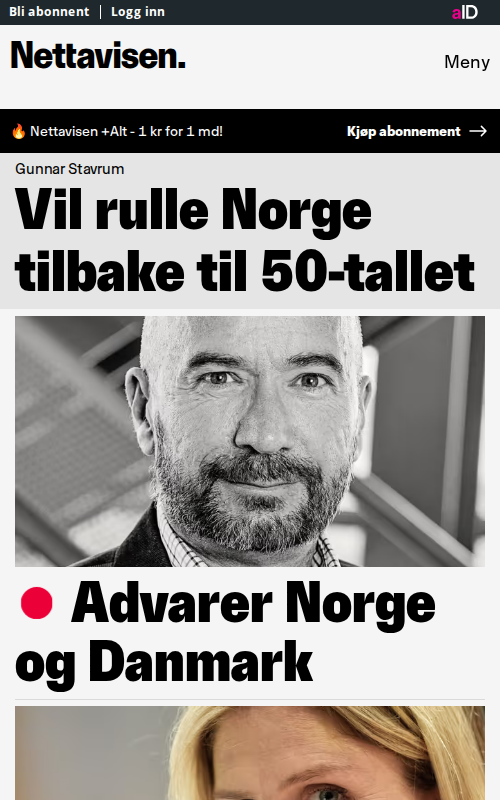 Bli abonnent | Logg inn
aID
Nettavisen.
Meny
🔥 Nettavisen +Alt - 1 kr for 1 md!
Kjøp abonnement →
Gunnar Stavrum
Vil rulle Norge
tilbake til 50-tallet
Advarer Norge
og Danmark